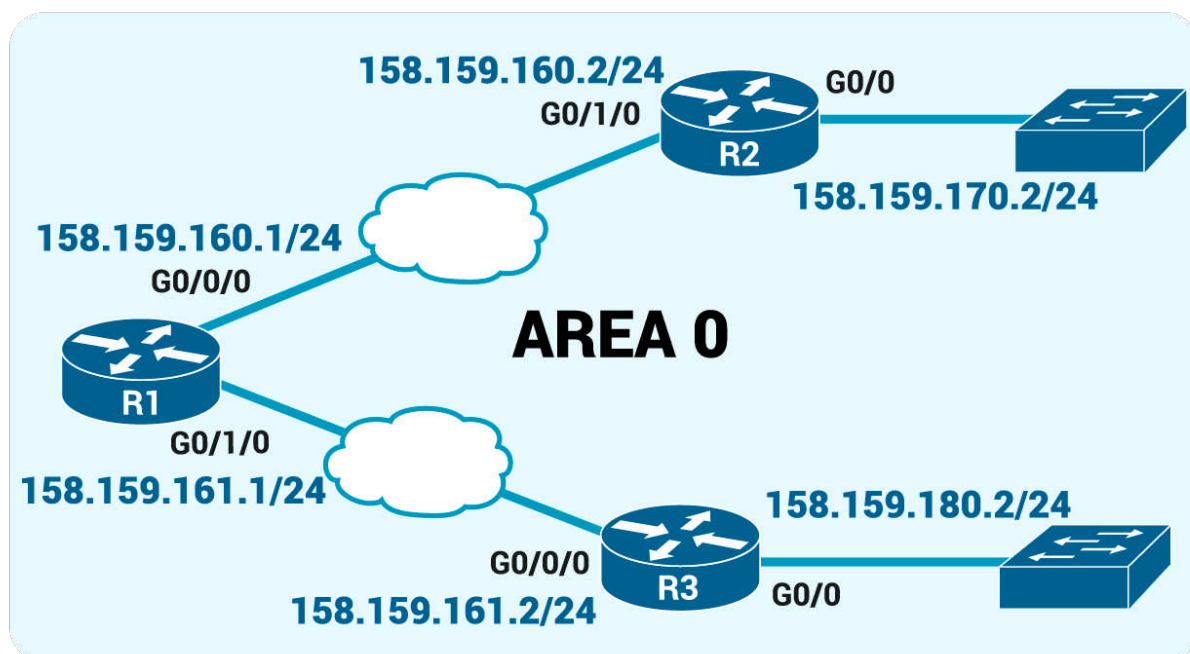 158.159.160.2/24
G0/0
G0/1/0
R2
158.159.170.2/24
158.159.160.1/24
G0/0/0
AREA 0
R1
G0/1/0
158.159.161.1/24
158.159.180.2/24
G0/0/0
R3
G0/0
158.159.161.2/24